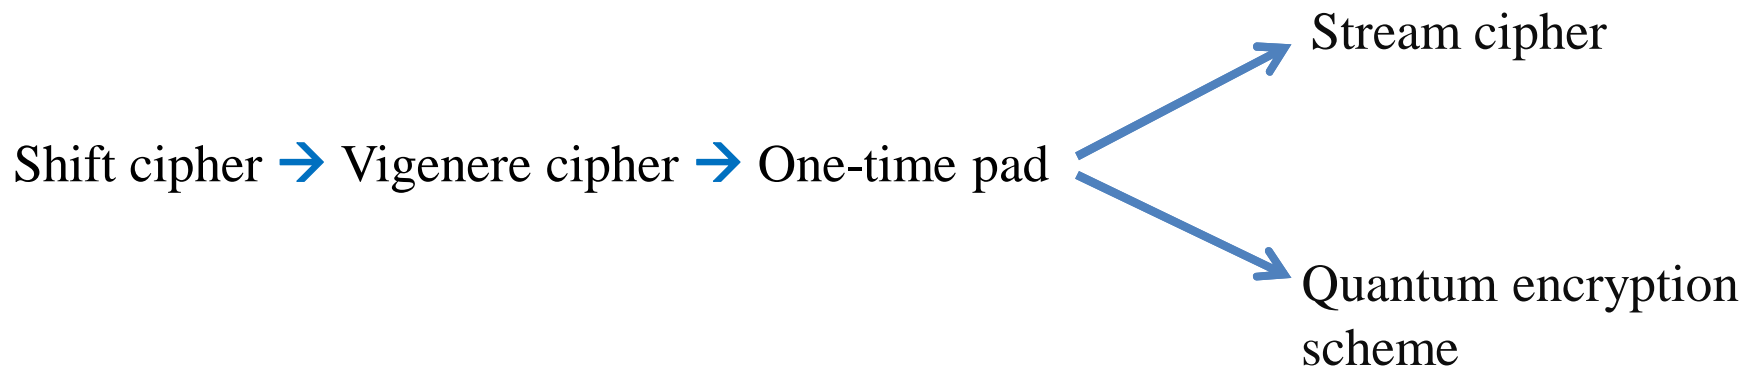 Stream cipher
Shift cipher → Vigenere cipher → One-time pad
Quantum encryption
scheme